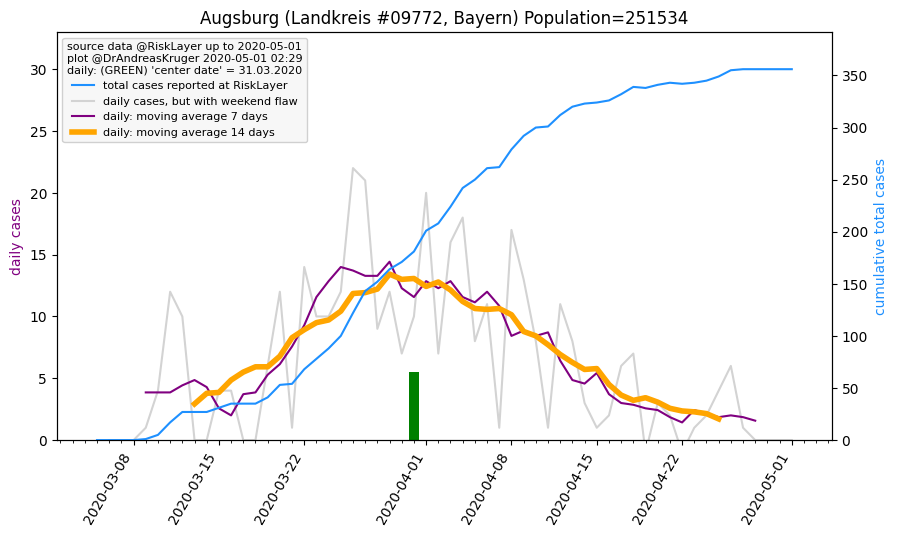 Augsburg (Landkreis #09772, Bayern) Population=251534
source data @RiskLayer up to 2020-05-01
plot @DrAndreasKruger 2020-05-01 02:29
daily: (GREEN) 'center date' = 31.03.2020
total cases reported at RiskLayer
daily cases, but with weekend flaw
daily: moving average 7 days
daily: moving average 14 days
daily cases
30
25
20
15
10
5
0
350
300
250
200
150
100
50
0
cumulative total cases
2020-03-08
2020-03-15
2020-03-22
2020-04-01
2020-04-08
2020-04-15
2020-04-22
2020-05-01